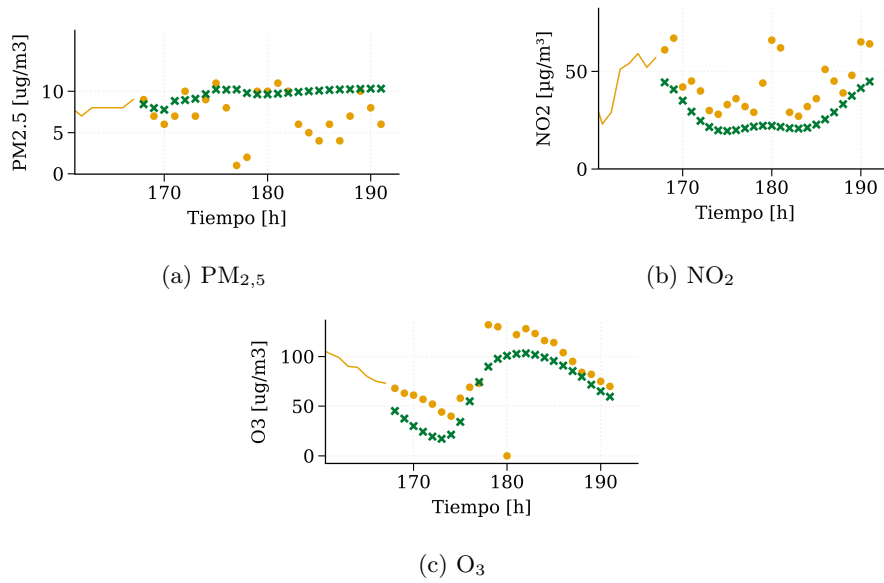 PM2.5 [ug/m3]
10
5
0
170
180
190
Tiempo [h]
(a) PM2,5
NO2 [µg/m³]
50
0
170
180
190
Tiempo [h]
(b) NO2
O3 [ug/m3]
100
50
0
170
180
190
Tiempo [h]
(c) O3